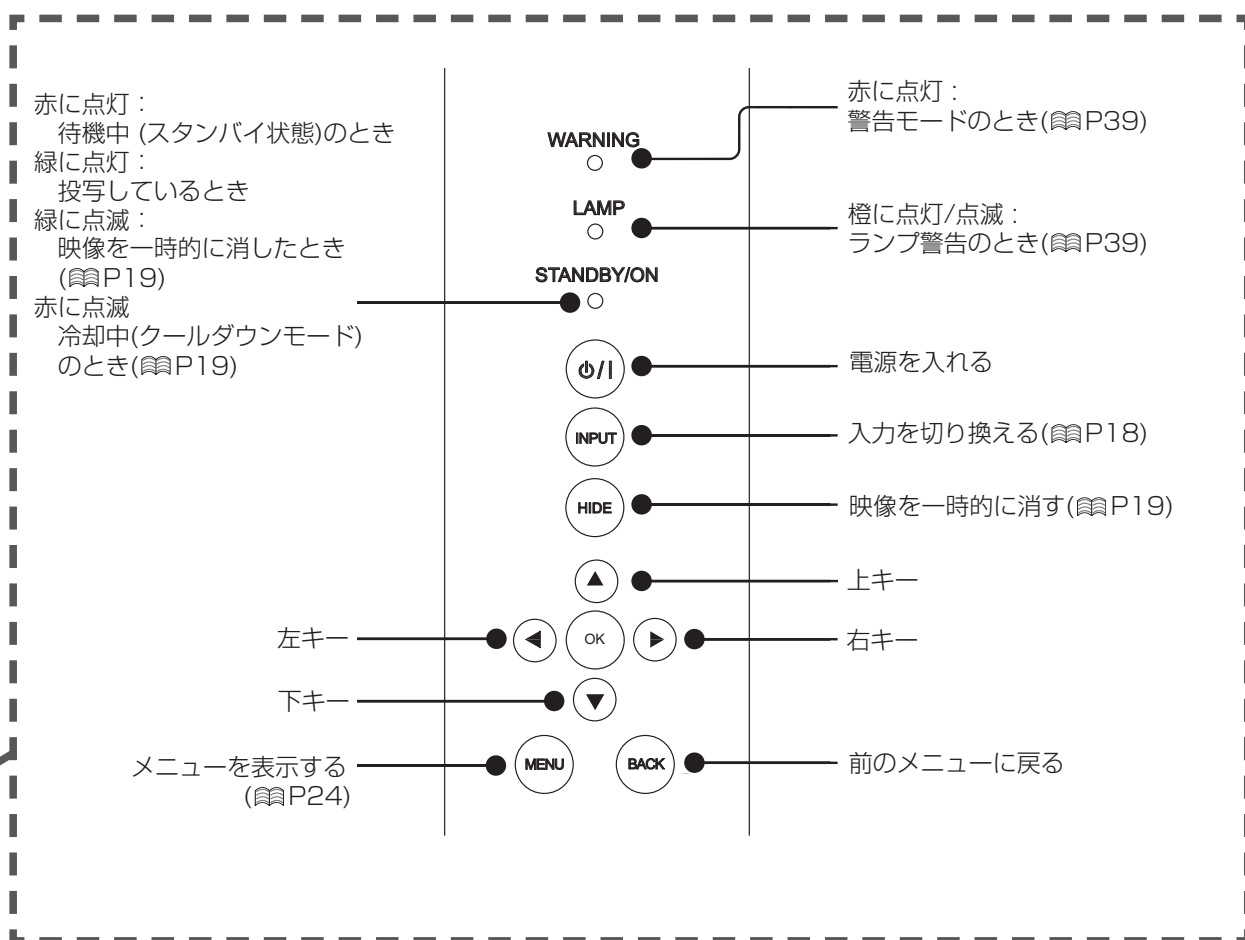 赤に点灯：
待機中 (スタンバイ状態)のとき
緑に点灯：
投写しているとき
緑に点滅：
映像を一時的に消したとき
(P19)
赤に点滅
冷却中(クールダウンモード)
のとき(P19)
左キー
下キー
メニューを表示する
(P24)
WARNING
LAMP
STANDBY/ON
⏻/I
INPUT
HIDE
▲
◀ OK ▶
▼
MENU BACK
赤に点灯：
警告モードのとき(P39)
橙に点灯/点滅：
ランプ警告のとき(P39)
電源を入れる
入力を切り換える(P18)
映像を一時的に消す(P19)
上キー
右キー
前のメニューに戻る